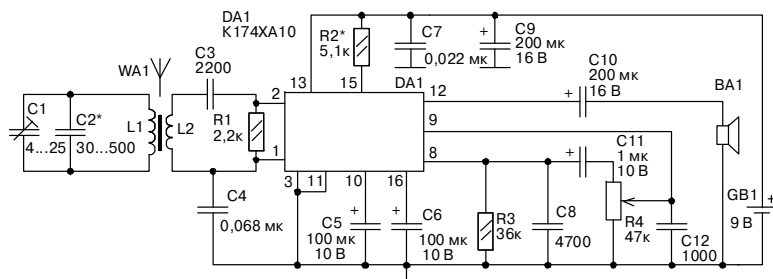 DA1
К174ХА10
WA1
C3
2200
R2*
5,1к
C7
0,022 мк
C9
200 мк
16 В
C10
200 мк
16 В
BA1
13
15
DA1
12
2
9
8
1
3
11
10
16
C1
4...25
C2*
30...500
L1
L2
R1
2,2к
C11
1 мк
10 В
C4
0,068 мк
C5
100 мк
10 В
C6
100 мк
10 В
R3
36к
C8
4700
R4
47к
C12
1000
GB1
9 В
+
+
+
+
+
+